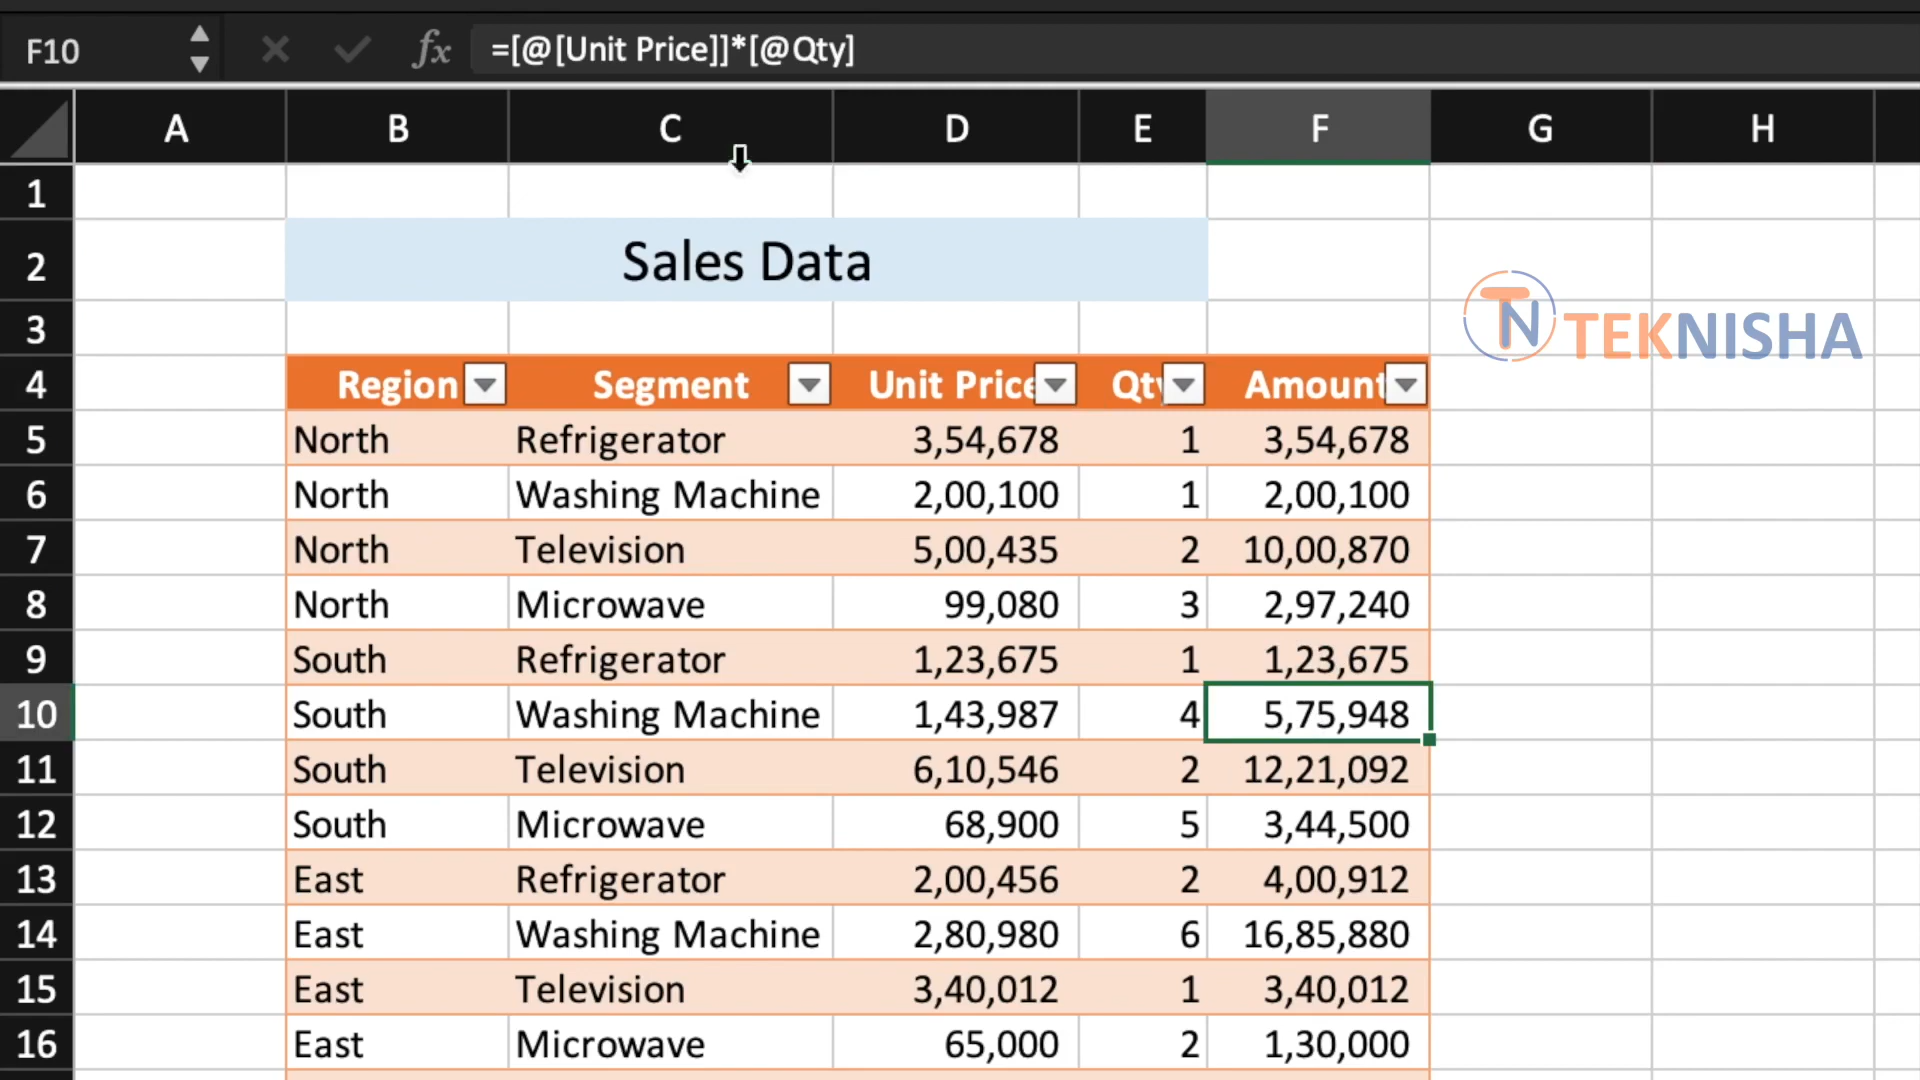 F10 fx =[@[Unit Price]]*[@Qty]
A B C D E F G H
1
2 Sales Data
3
TN TEKNISHA
4 Region Segment Unit Price Qty Amount
5 North Refrigerator 3,54,678 1 3,54,678
6 North Washing Machine 2,00,100 1 2,00,100
7 North Television 5,00,435 2 10,00,870
8 North Microwave 99,080 3 2,97,240
9 South Refrigerator 1,23,675 1 1,23,675
10 South Washing Machine 1,43,987 4 5,75,948
11 South Television 6,10,546 2 12,21,092
12 South Microwave 68,900 5 3,44,500
13 East Refrigerator 2,00,456 2 4,00,912
14 East Washing Machine 2,80,980 6 16,85,880
15 East Television 3,40,012 1 3,40,012
16 East Microwave 65,000 2 1,30,000